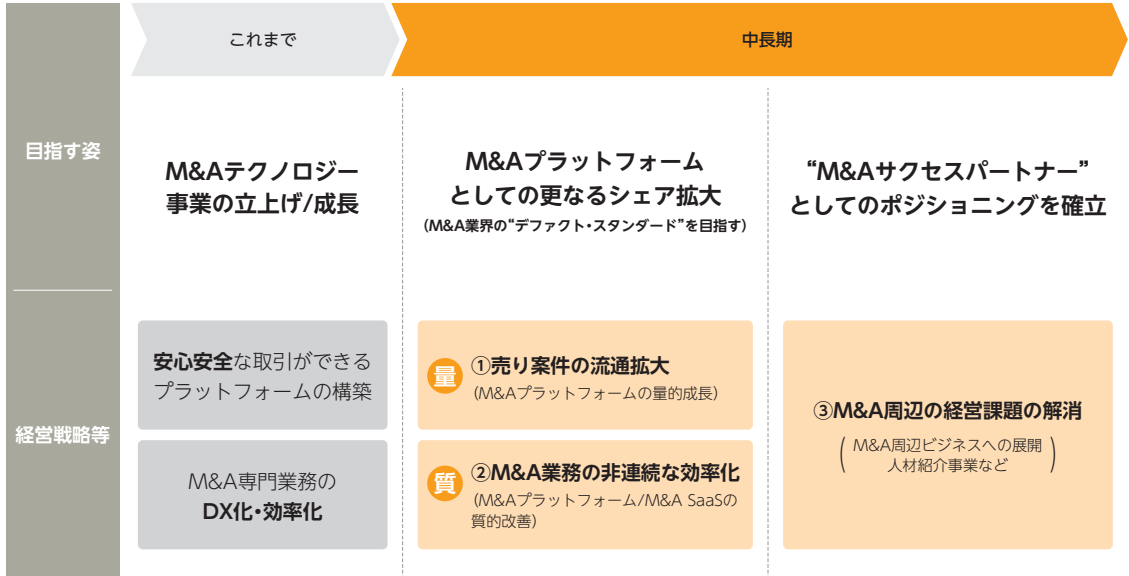 これまで
中長期
目指す姿
M&Aテクノロジー
事業の立上げ/成長
M&Aプラットフォーム
としての更なるシェア拡大
(M&A業界の“デファクト・スタンダード”を目指す)
“M&Aサクセスパートナー”
としてのポジショニングを確立
経営戦略等
安心安全な取引ができる
プラットフォームの構築
M&A専門業務の
DX化・効率化
量 ①売り案件の流通拡大
(M&Aプラットフォームの量的成長)
質 ②M&A業務の非連続な効率化
(M&Aプラットフォーム/M&A SaaSの
質的改善)
③M&A周辺の経営課題の解消
(M&A周辺ビジネスへの展開
人材紹介事業など)